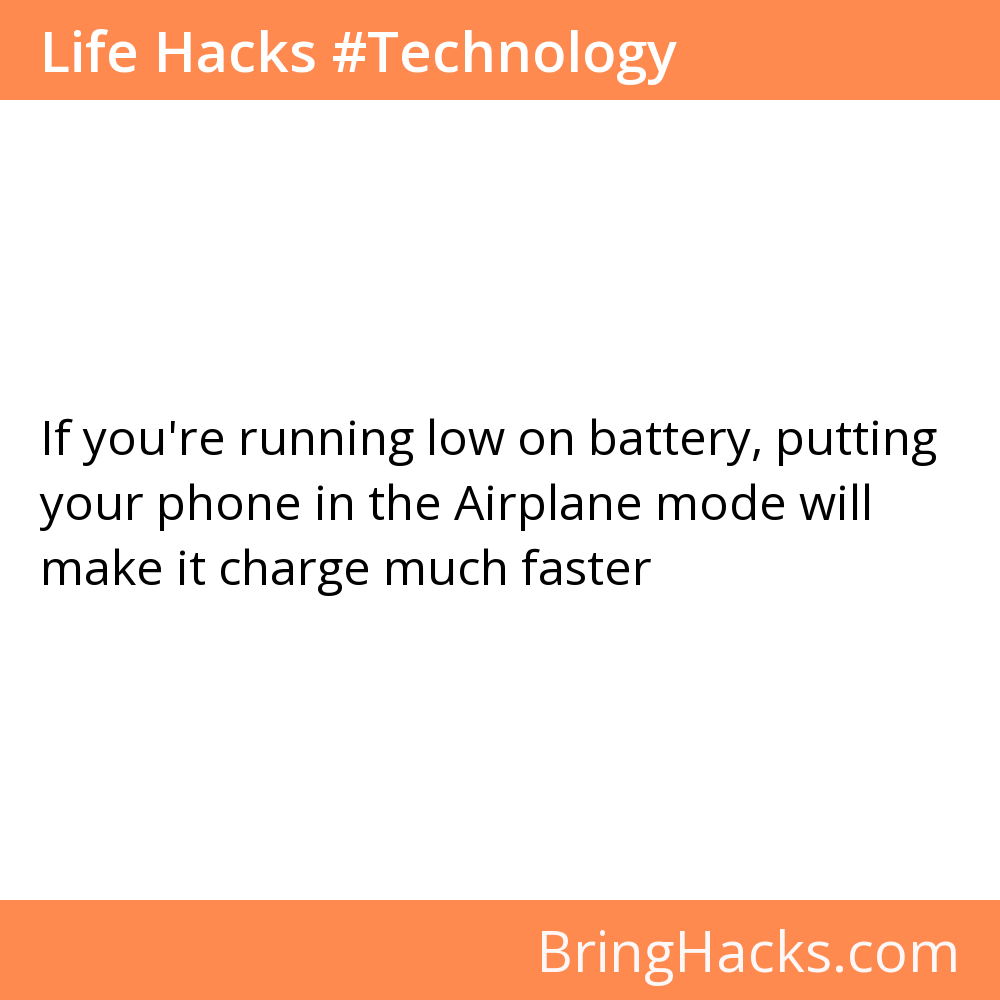 Life Hacks #Technology
If you're running low on battery, putting
your phone in the Airplane mode will
make it charge much faster
BringHacks.com